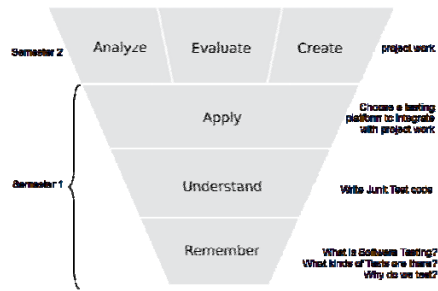 Semester 2
Analyze
Evaluate
Create
project work
Apply
Choose a testing
platform to integrate
with project work
Semester 1
Understand
Write Junit Test code
Remember
What is Software Testing?
What kinds of Tests are there?
Why do we test?